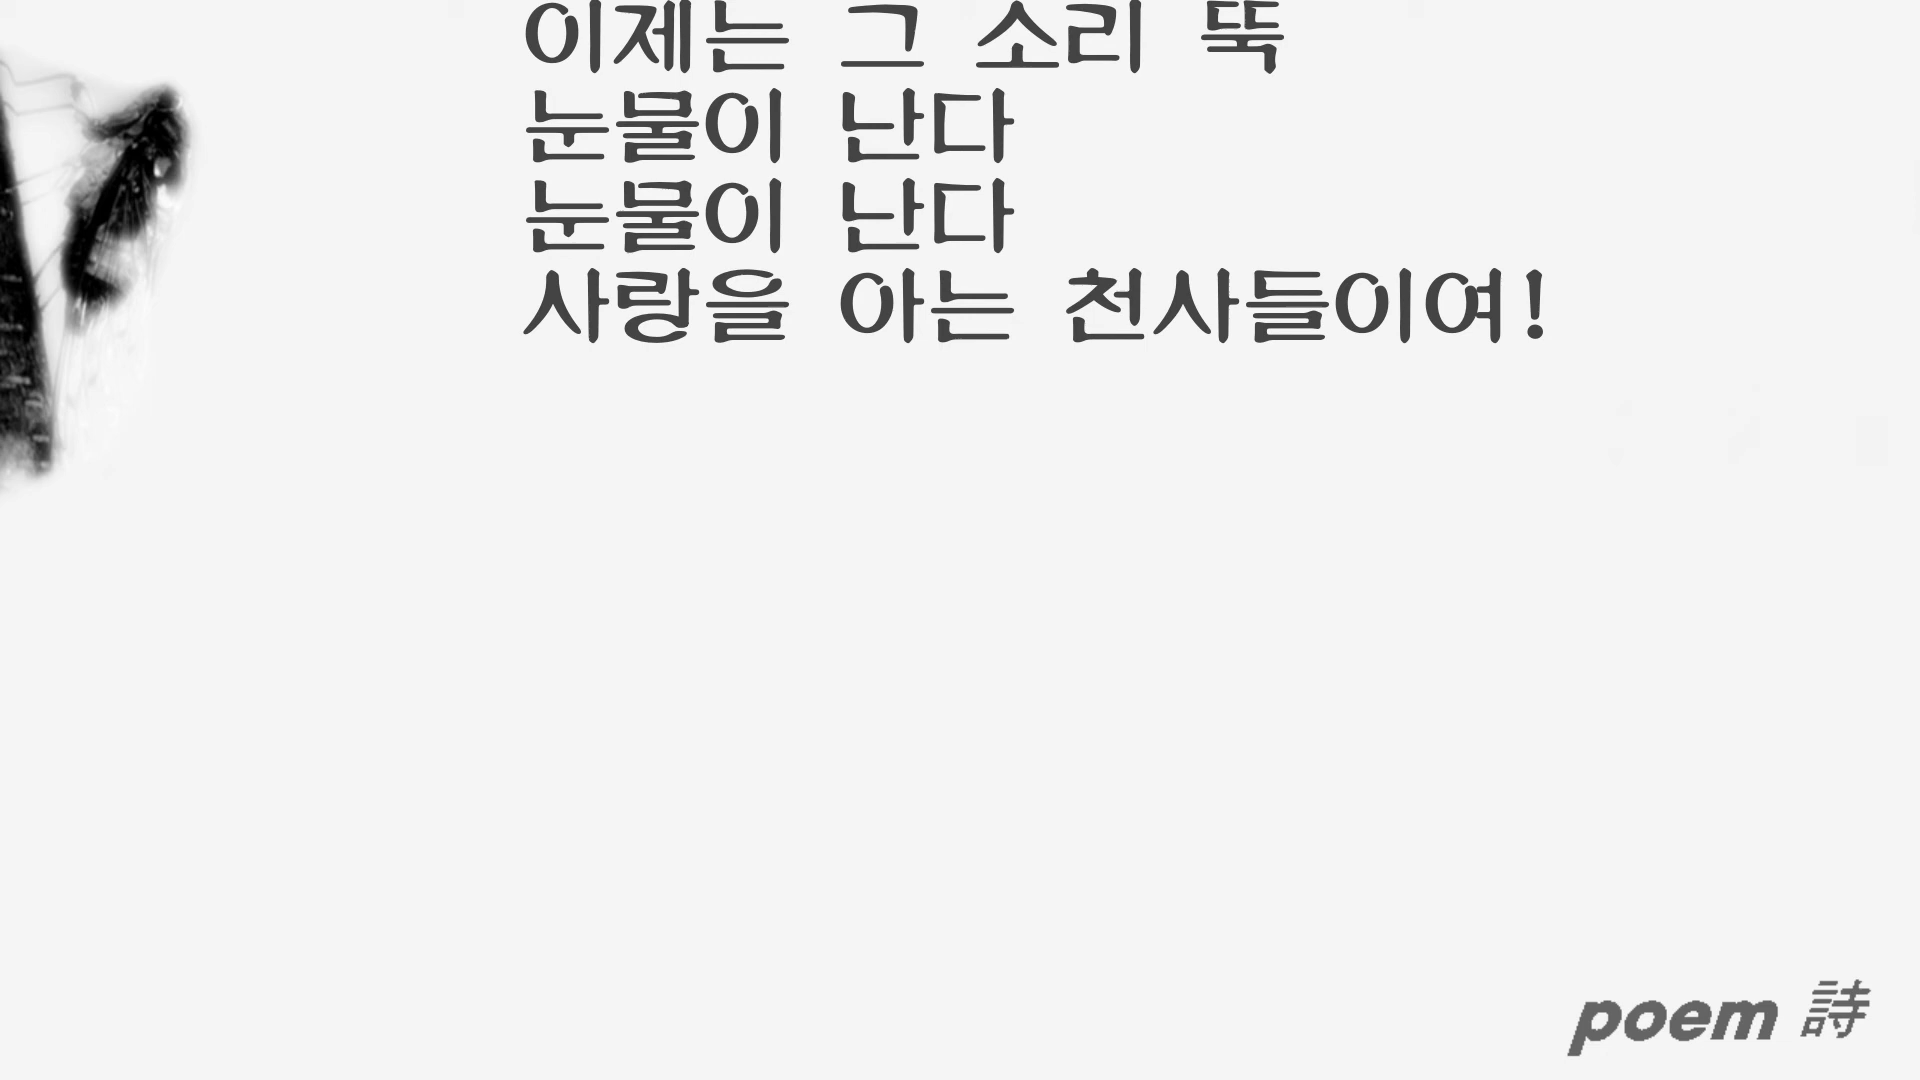 이제는 그 소리 뚝
눈물이 난다
눈물이 난다
사랑을 아는 천사들이여!
poem 詩